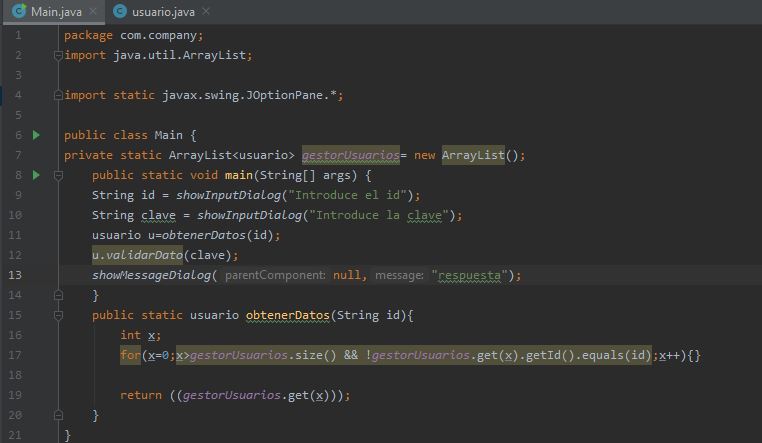 Main.java × usuario.java ×
1 package com.company;
2 import java.util.ArrayList;
3
4 import static javax.swing.JOptionPane.*;
5
6 public class Main {
7 private static ArrayList<usuario> gestorUsuarios= new ArrayList();
8 public static void main(String[] args) {
9 String id = showInputDialog("Introduce el id");
10 String clave = showInputDialog("Introduce la clave");
11 usuario u=obtenerDatos(id);
12 u.validarDato(clave);
13 showMessageDialog( parentComponent: null, message: "respuesta");
14 }
15 public static usuario obtenerDatos(String id){
16 int x;
17 for(x=0;x>gestorUsuarios.size() && !gestorUsuarios.get(x).getId().equals(id);x++){}
18
19 return ((gestorUsuarios.get(x)));
20 }
21 }